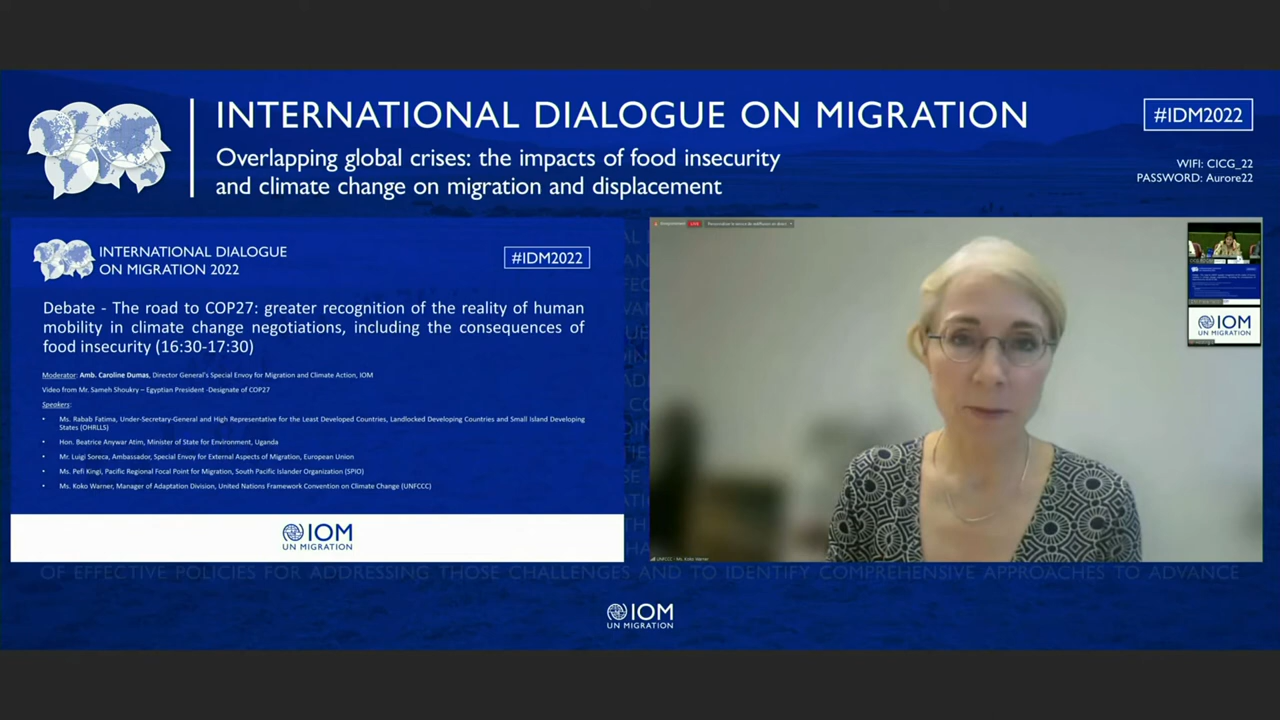 INTERNATIONAL DIALOGUE ON MIGRATION
Overlapping global crises: the impacts of food insecurity
and climate change on migration and displacement
#IDM2022
WIFI: CICG_22
PASSWORD: Aurore22
INTERNATIONAL DIALOGUE
ON MIGRATION 2022
#IDM2022
Debate - The road to COP27: greater recognition of the reality of human
mobility in climate change negotiations, including the consequences of
food insecurity (16:30-17:30)
Moderator: Amb. Caroline Dumas, Director General's Special Envoy for Migration and Climate Action, IOM
Video from Mr. Sameh Shoukry – Egyptian President -Designate of COP27
Speakers:
• Ms. Rabab Fatima, Under-Secretary-General and High Representative for the Least Developed Countries, Landlocked Developing Countries and Small Island Developing
States (OHRLLS)
• Hon. Beatrice Anywar Atim, Minister of State for Environment, Uganda
• Mr. Luigi Soreca, Ambassador, Special Envoy for External Aspects of Migration, European Union
• Ms. Pefi Kingi, Pacific Regional Focal Point for Migration, South Pacific Islander Organization (SPIO)
• Ms. Koko Warner, Manager of Adaptation Division, United Nations Framework Convention on Climate Change (UNFCCC)
IOM
UN MIGRATION
LIVE
IOM
UN MIGRATION
UNFCCC - Ms. Koko Warner
OF EFFECTIVE POLICIES FOR ADDRESSING THOSE CHALLENGES AND TO IDENTIFY COMPREHENSIVE APPROACHES TO ADVANCE
IOM
UN MIGRATION